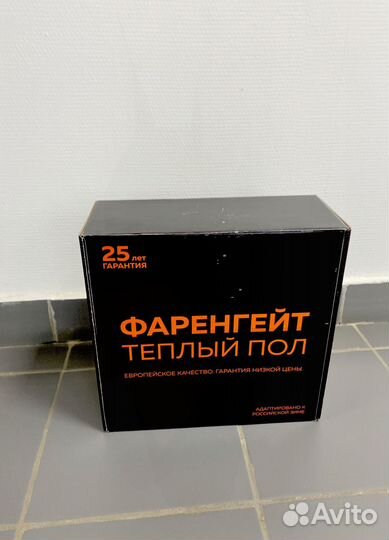 25 лет
ГАРАНТИЯ
ФАРЕНГЕЙТ
ТЕПЛЫЙ ПОЛ
ЕВРОПЕЙСКОЕ КАЧЕСТВО. ГАРАНТИЯ НИЗКОЙ ЦЕНЫ.
АДАПТИРОВАНО К
РОССИЙСКОЙ ЗИМЕ
Avito